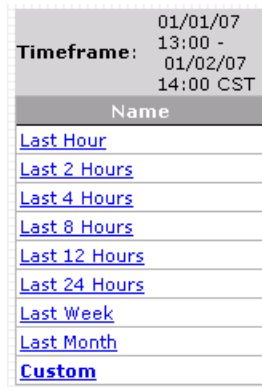 Timeframe: 01/01/07
13:00 -
01/02/07
14:00 CST
Name
Last Hour
Last 2 Hours
Last 4 Hours
Last 8 Hours
Last 12 Hours
Last 24 Hours
Last Week
Last Month
Custom